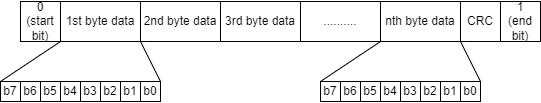 0 (start bit) 1st byte data 2nd byte data 3rd byte data .......... nth byte data CRC 1 (end bit)
b7 b6 b5 b4 b3 b2 b1 b0 b7 b6 b5 b4 b3 b2 b1 b0